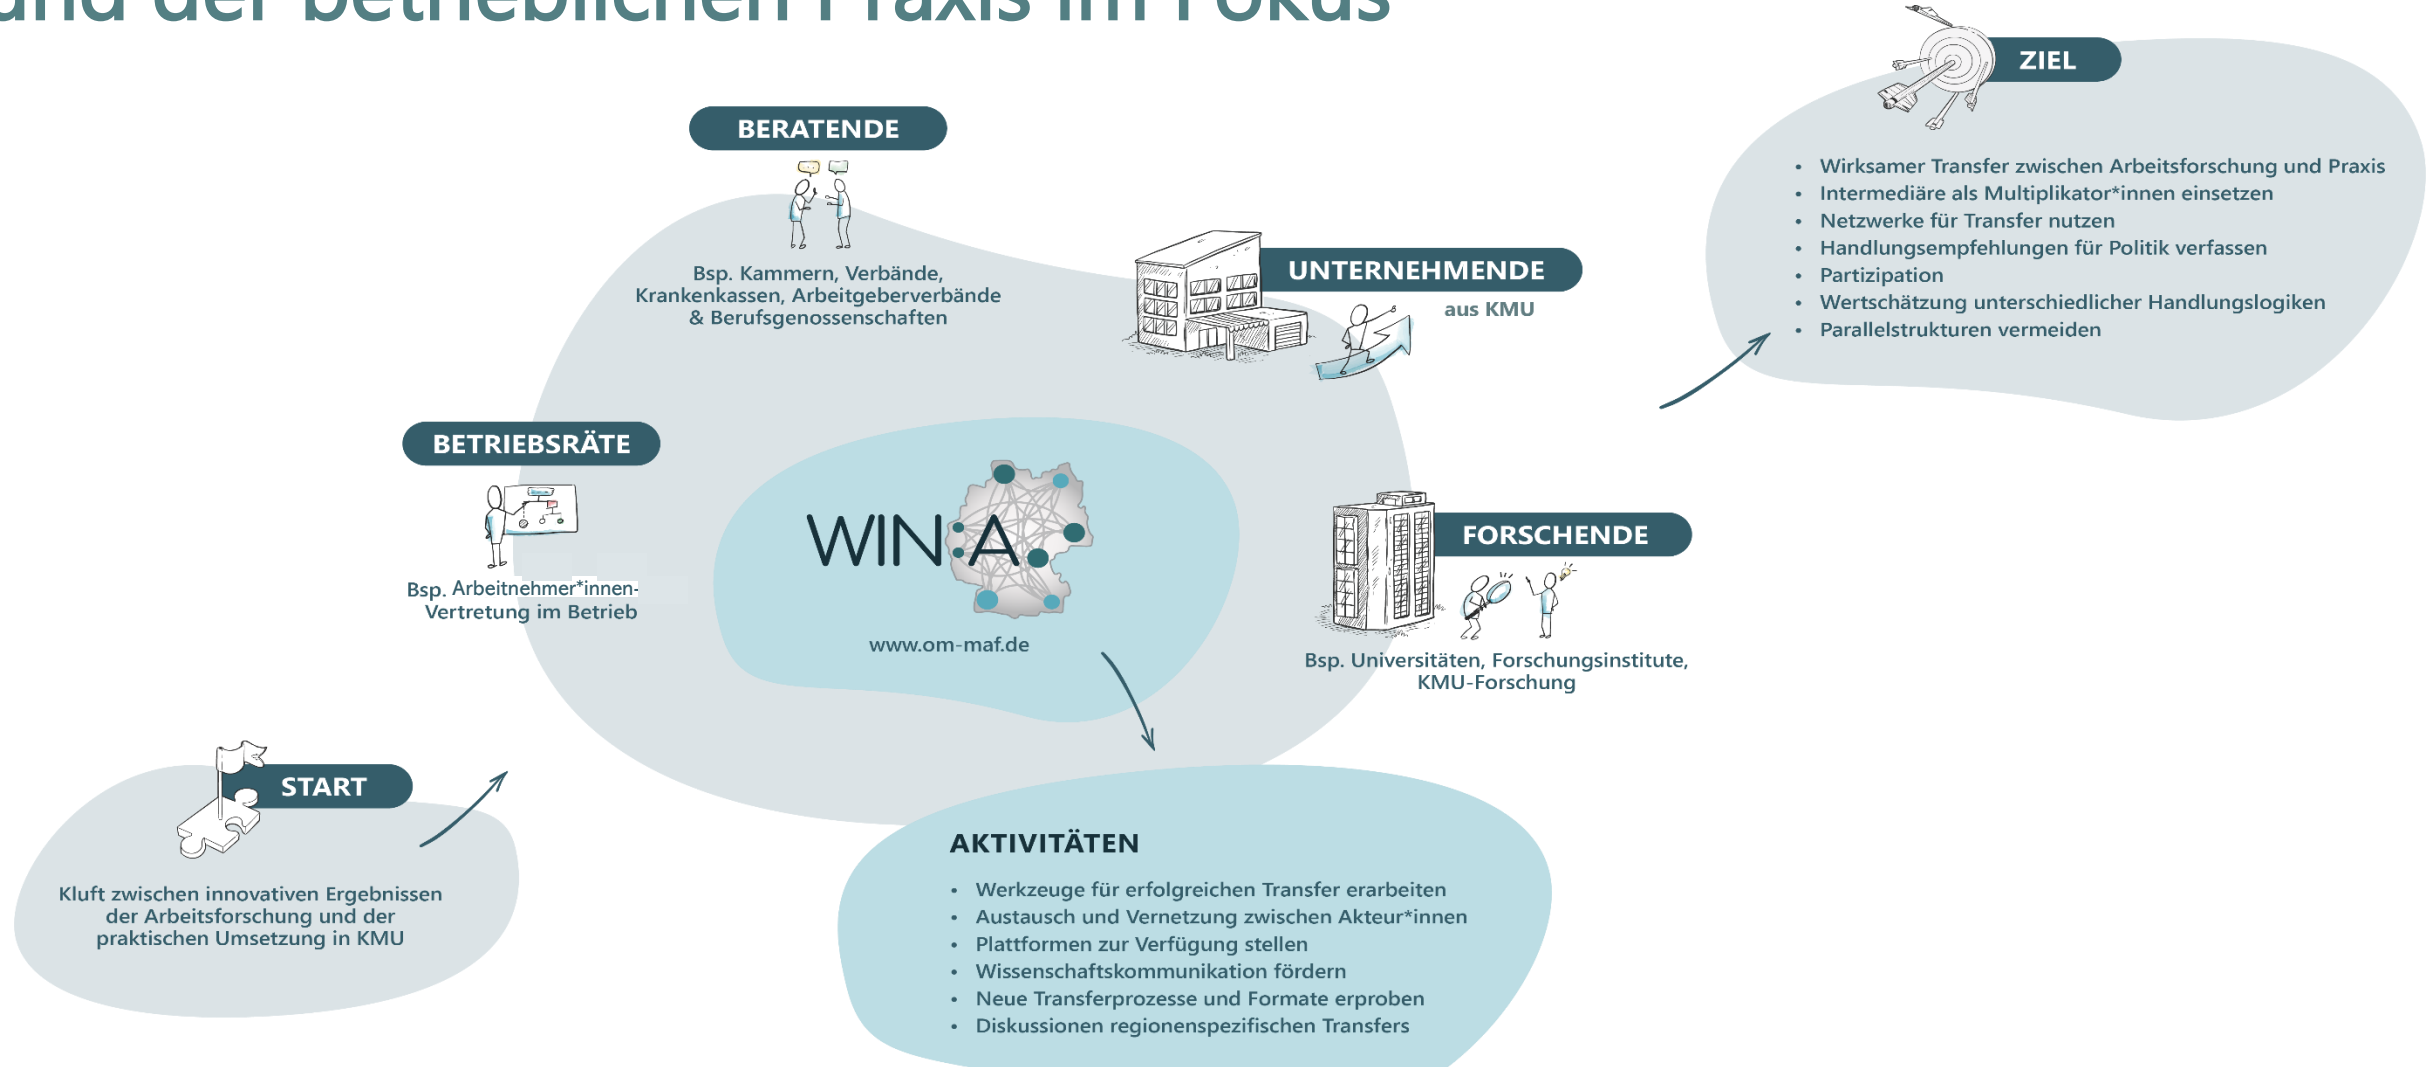 und der betrieblichen Praxis im Fokus
ZIEL
• Wirksamer Transfer zwischen Arbeitsforschung und Praxis
• Intermediäre als Multiplikator*innen einsetzen
• Netzwerke für Transfer nutzen
• Handlungsempfehlungen für Politik verfassen
• Partizipation
• Wertschätzung unterschiedlicher Handlungslogiken
• Parallelstrukturen vermeiden
BERATENDE
Bsp. Kammern, Verbände,
Krankenkassen, Arbeitgeberverbände
& Berufsgenossenschaften
UNTERNEHMENDE
aus KMU
BETRIEBSRÄTE
Bsp. Arbeitnehmer*innen-
Vertretung im Betrieb
WIN:A
www.om-maf.de
FORSCHENDE
Bsp. Universitäten, Forschungsinstitute,
KMU-Forschung
START
Kluft zwischen innovativen Ergebnissen
der Arbeitsforschung und der
praktischen Umsetzung in KMU
AKTIVITÄTEN
• Werkzeuge für erfolgreichen Transfer erarbeiten
• Austausch und Vernetzung zwischen Akteur*innen
• Plattformen zur Verfügung stellen
• Wissenschaftskommunikation fördern
• Neue Transferprozesse und Formate erproben
• Diskussionen regionenspezifischen Transfers